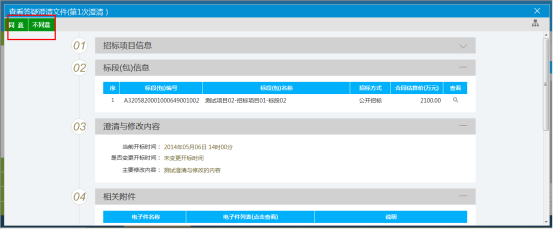 查看答疑澄清文件(第1次澄清)
同 意 不同意
01 招标项目信息
02 标段(包)信息
序 标段(包)编号 标段(包)名称 招标方式 合同估算价(万元) 查看
1 A3205820001000649001002 测试项目02-招标项目01-标段02 公开招标 2100.00
03 澄清与修改内容
当前开标时间： 2014年05月06日 14时00分
是否变更开标时间： 未变更开标时间
主要修改内容： 测试澄清与修改的内容
04 相关附件
电子件名称 电子件列表(点击查看) 说明